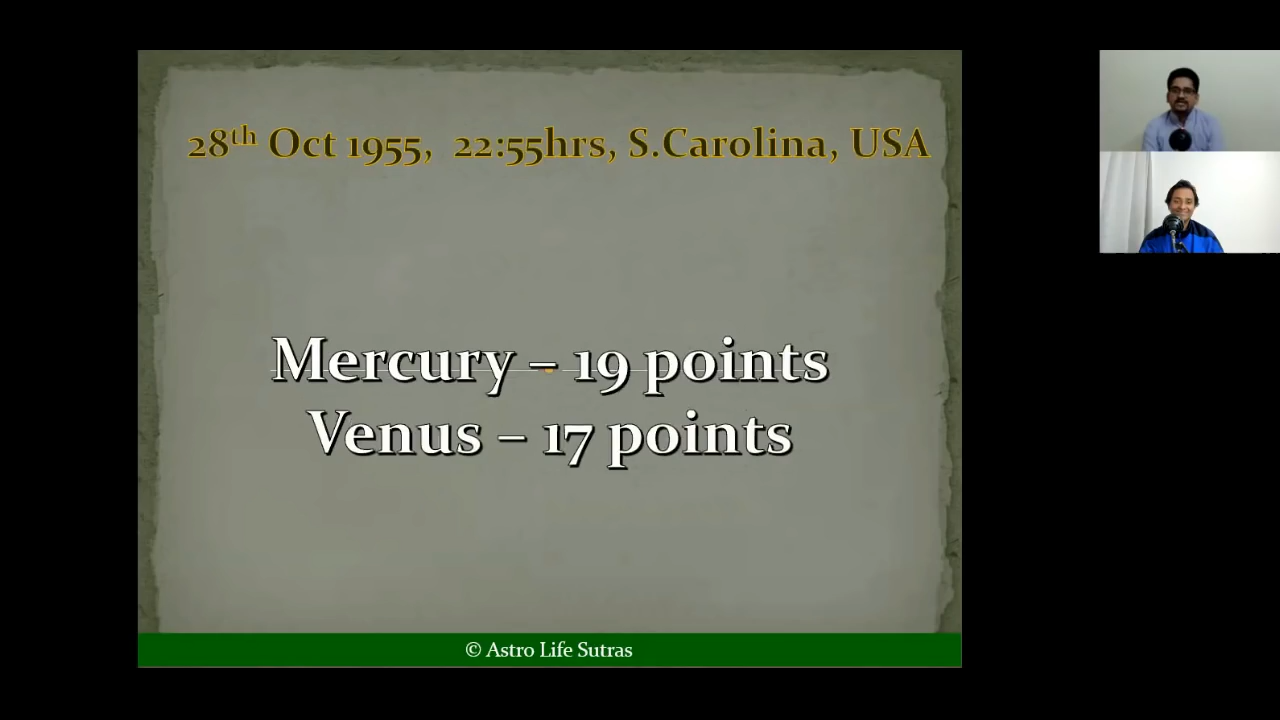 28th Oct 1955, 22:55hrs, S.Carolina, USA
Mercury – 19 points
Venus – 17 points
© Astro Life Sutras